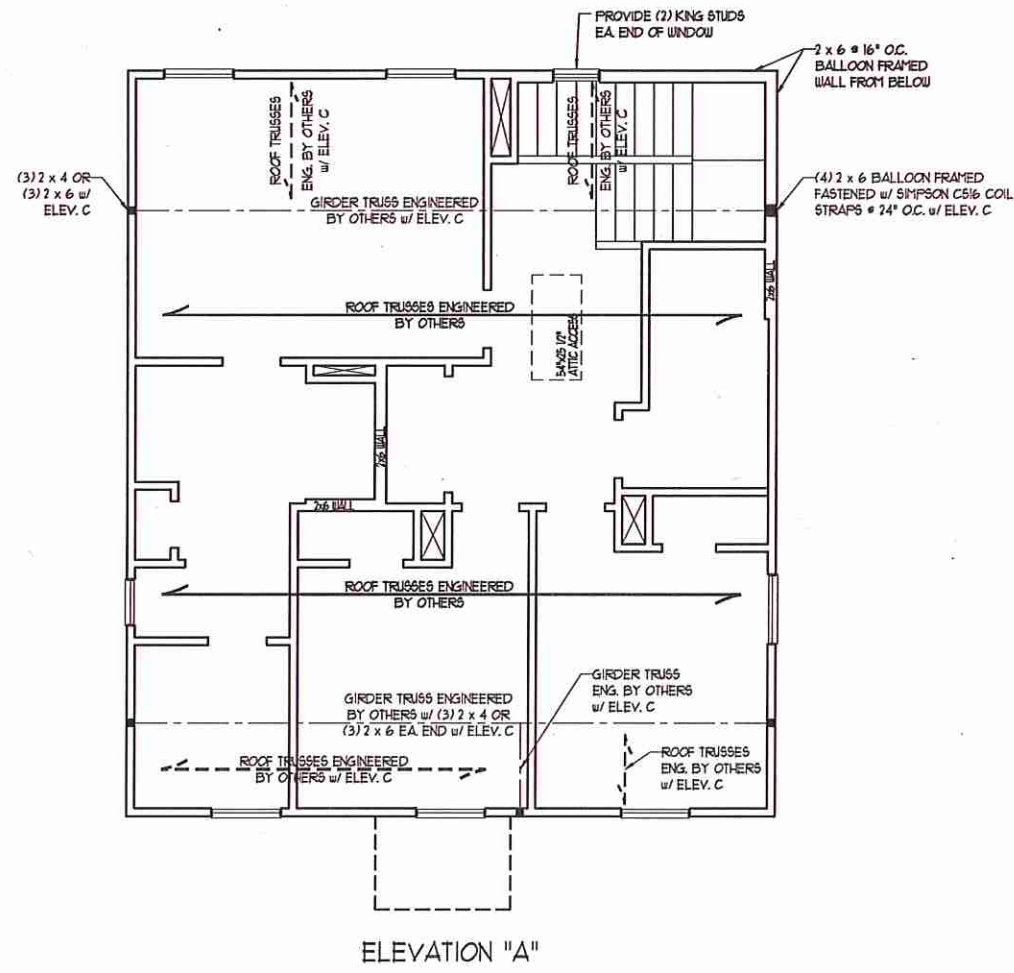 PROVIDE (2) KING STUDS
EA. END OF WINDOW
2 x 6 @ 16" O.C.
BALLOON FRAMED
WALL FROM BELOW
ROOF TRUSSES
ENG. BY OTHERS
w/ ELEV. C
ROOF TRUSSES
ENG. BY OTHERS
w/ ELEV. C
(3) 2 x 4 OR
(3) 2 x 6 w/
ELEV. C
GIRDER TRUSS ENGINEERED
BY OTHERS w/ ELEV. C
(4) 2 x 6 BALLOON FRAMED
FASTENED w/ SIMPSON CS16 COIL
STRAPS @ 24" O.C. w/ ELEV. C
2x6 WALL
ROOF TRUSSES ENGINEERED
BY OTHERS
54"x25 1/2"
ATTIC ACCESS
2x6 WALL
2x6 WALL
ROOF TRUSSES ENGINEERED
BY OTHERS
GIRDER TRUSS
ENG. BY OTHERS
w/ ELEV. C
GIRDER TRUSS ENGINEERED
BY OTHERS w/ (3) 2 x 4 OR
(3) 2 x 6 EA. END w/ ELEV. C
ROOF TRUSSES ENGINEERED
BY OTHERS w/ ELEV. C
ROOF TRUSSES
ENG. BY OTHERS
w/ ELEV. C
ELEVATION "A"